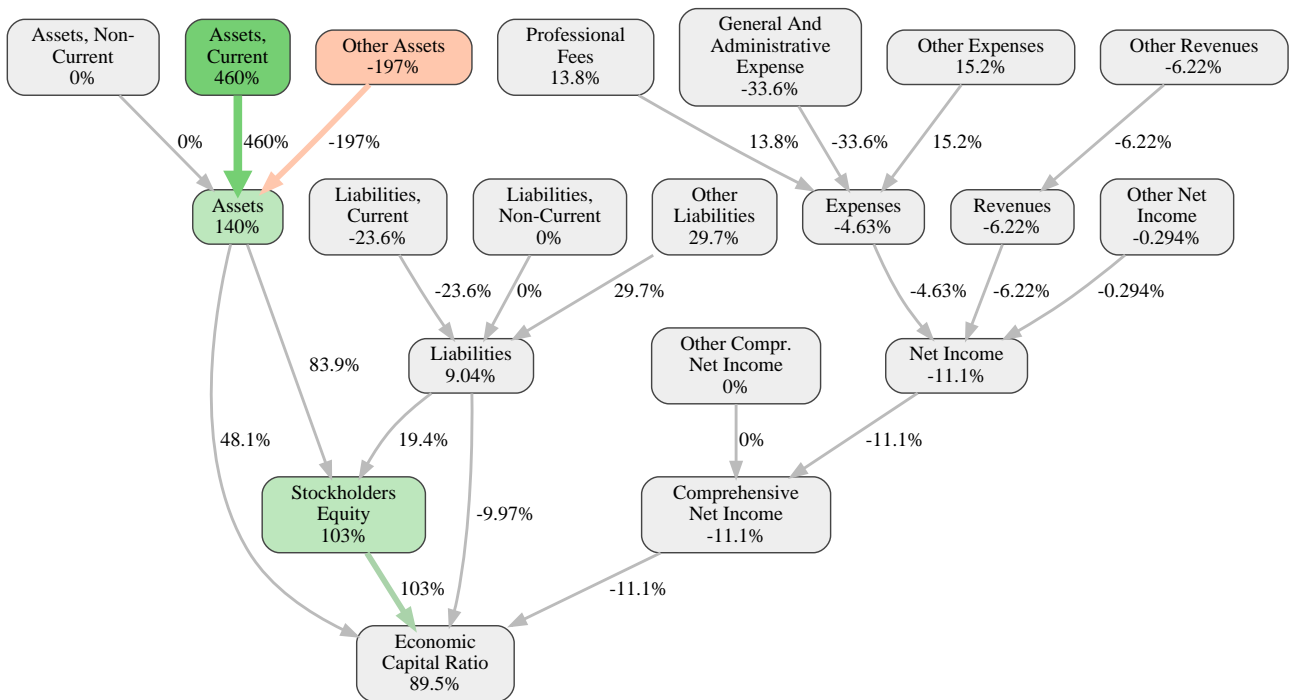 Assets, Non-
Current
0%
Assets,
Current
460%
Other Assets
-197%
Professional
Fees
13.8%
General And
Administrative
Expense
-33.6%
Other Expenses
15.2%
Other Revenues
-6.22%
0%
460%
-197%
13.8%
-33.6%
15.2%
-6.22%
Assets
140%
Liabilities,
Current
-23.6%
Liabilities,
Non-Current
0%
Other
Liabilities
29.7%
Expenses
-4.63%
Revenues
-6.22%
Other Net
Income
-0.294%
-23.6%
0%
29.7%
-4.63%
-6.22%
-0.294%
83.9%
Liabilities
9.04%
Other Compr.
Net Income
0%
Net Income
-11.1%
48.1%
19.4%
0%
-11.1%
Stockholders
Equity
103%
-9.97%
Comprehensive
Net Income
-11.1%
103%
-11.1%
Economic
Capital Ratio
89.5%